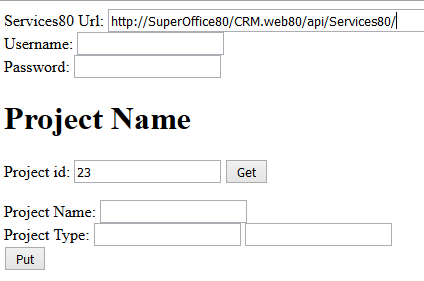 Services80 Url: http://SuperOffice80/CRM.web80/api/Services80/
Username:
Password:
Project Name
Project id: 23 Get
Project Name:
Project Type:
Put